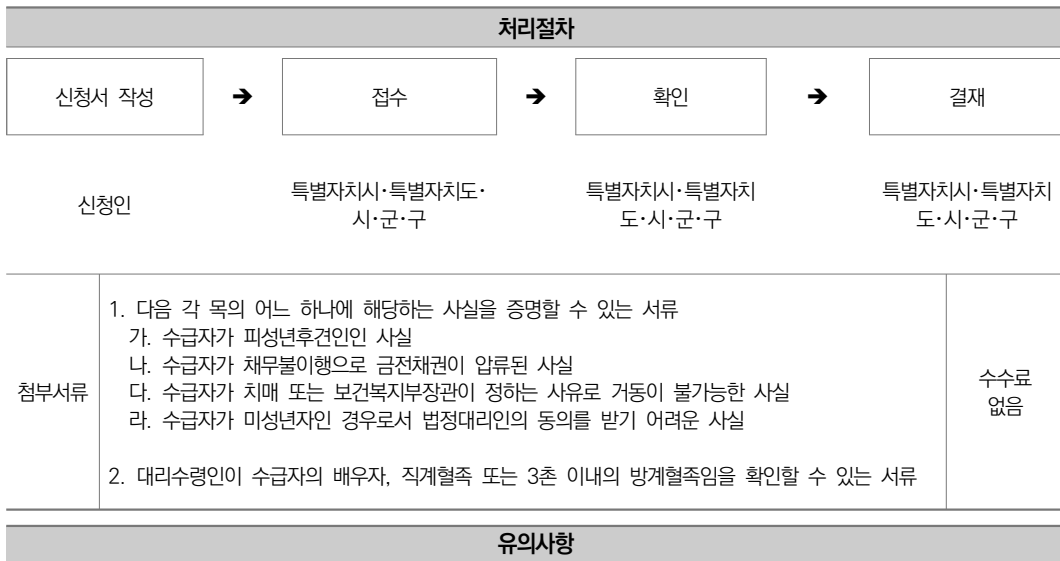 처리절차
신청서 작성 ➔ 접수 ➔ 확인 ➔ 결재
신청인
특별자치시·특별자치도·
시·군·구
특별자치시·특별자치
도·시·군·구
특별자치시·특별자치
도·시·군·구
첨부서류
1. 다음 각 목의 어느 하나에 해당하는 사실을 증명할 수 있는 서류
가. 수급자가 피성년후견인인 사실
나. 수급자가 채무불이행으로 금전채권이 압류된 사실
다. 수급자가 치매 또는 보건복지부장관이 정하는 사유로 거동이 불가능한 사실
라. 수급자가 미성년자인 경우로서 법정대리인의 동의를 받기 어려운 사실
2. 대리수령인이 수급자의 배우자, 직계혈족 또는 3촌 이내의 방계혈족임을 확인할 수 있는 서류
수수료
없음
유의사항